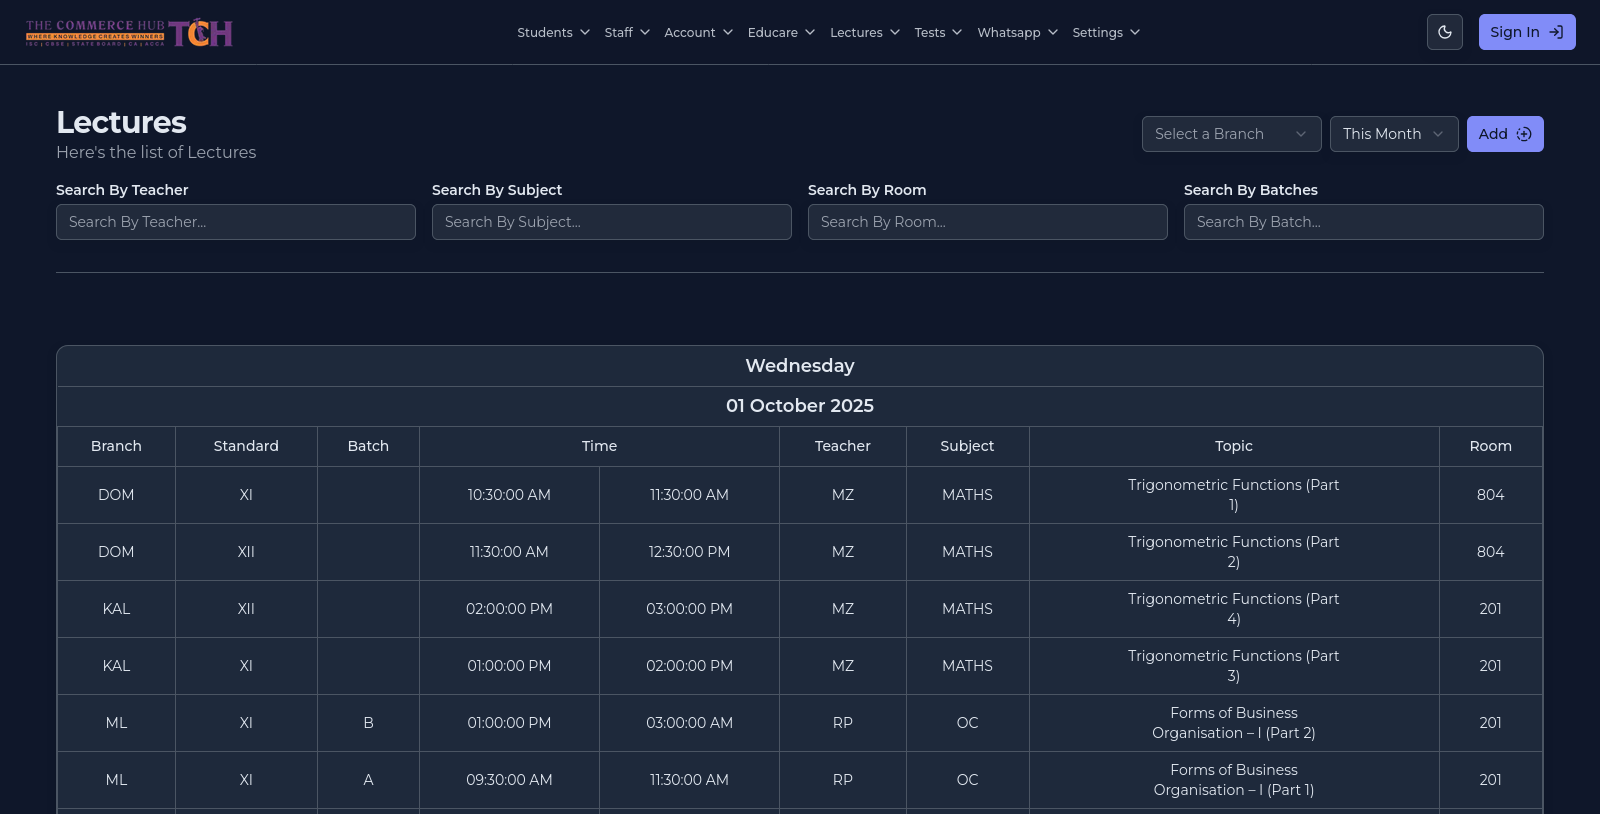 THE COMMERCE HUB
WHERE KNOWLEDGE CREATES WINNERS
ISC | CBSE | STATE BOARD | CA | ACCA
TCH
Students
Staff
Account
Educare
Lectures
Tests
Whatsapp
Settings
Sign In
Lectures
Here's the list of Lectures
Select a Branch
This Month
Add
Search By Teacher
Search By Subject
Search By Room
Search By Batches
Search By Teacher...
Search By Subject...
Search By Room...
Search By Batch...
Wednesday
01 October 2025
Branch Standard Batch Time Teacher Subject Topic Room
DOM XI 10:30:00 AM 11:30:00 AM MZ MATHS Trigonometric Functions (Part
1) 804
DOM XII 11:30:00 AM 12:30:00 PM MZ MATHS Trigonometric Functions (Part
2) 804
KAL XII 02:00:00 PM 03:00:00 PM MZ MATHS Trigonometric Functions (Part
4) 201
KAL XI 01:00:00 PM 02:00:00 PM MZ MATHS Trigonometric Functions (Part
3) 201
ML XI B 01:00:00 PM 03:00:00 AM RP OC Forms of Business
Organisation – I (Part 2) 201
ML XI A 09:30:00 AM 11:30:00 AM RP OC Forms of Business
Organisation – I (Part 1) 201